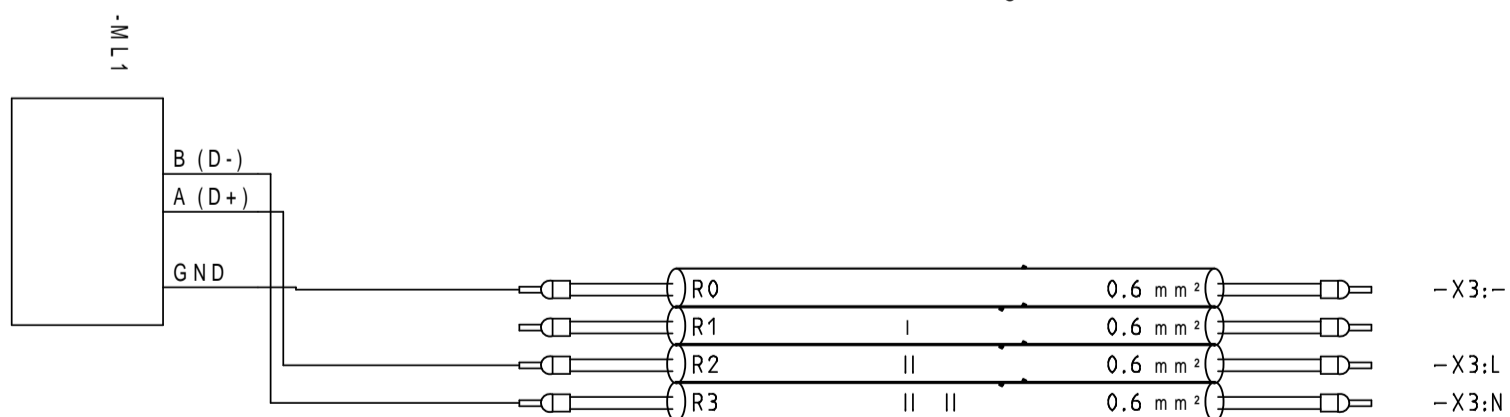 -ML1
B (D-)
A (D+)
GND
R0 0.6 mm² -X3:-
R1 I 0.6 mm²
R2 II 0.6 mm² -X3:L
R3 II II 0.6 mm² -X3:N